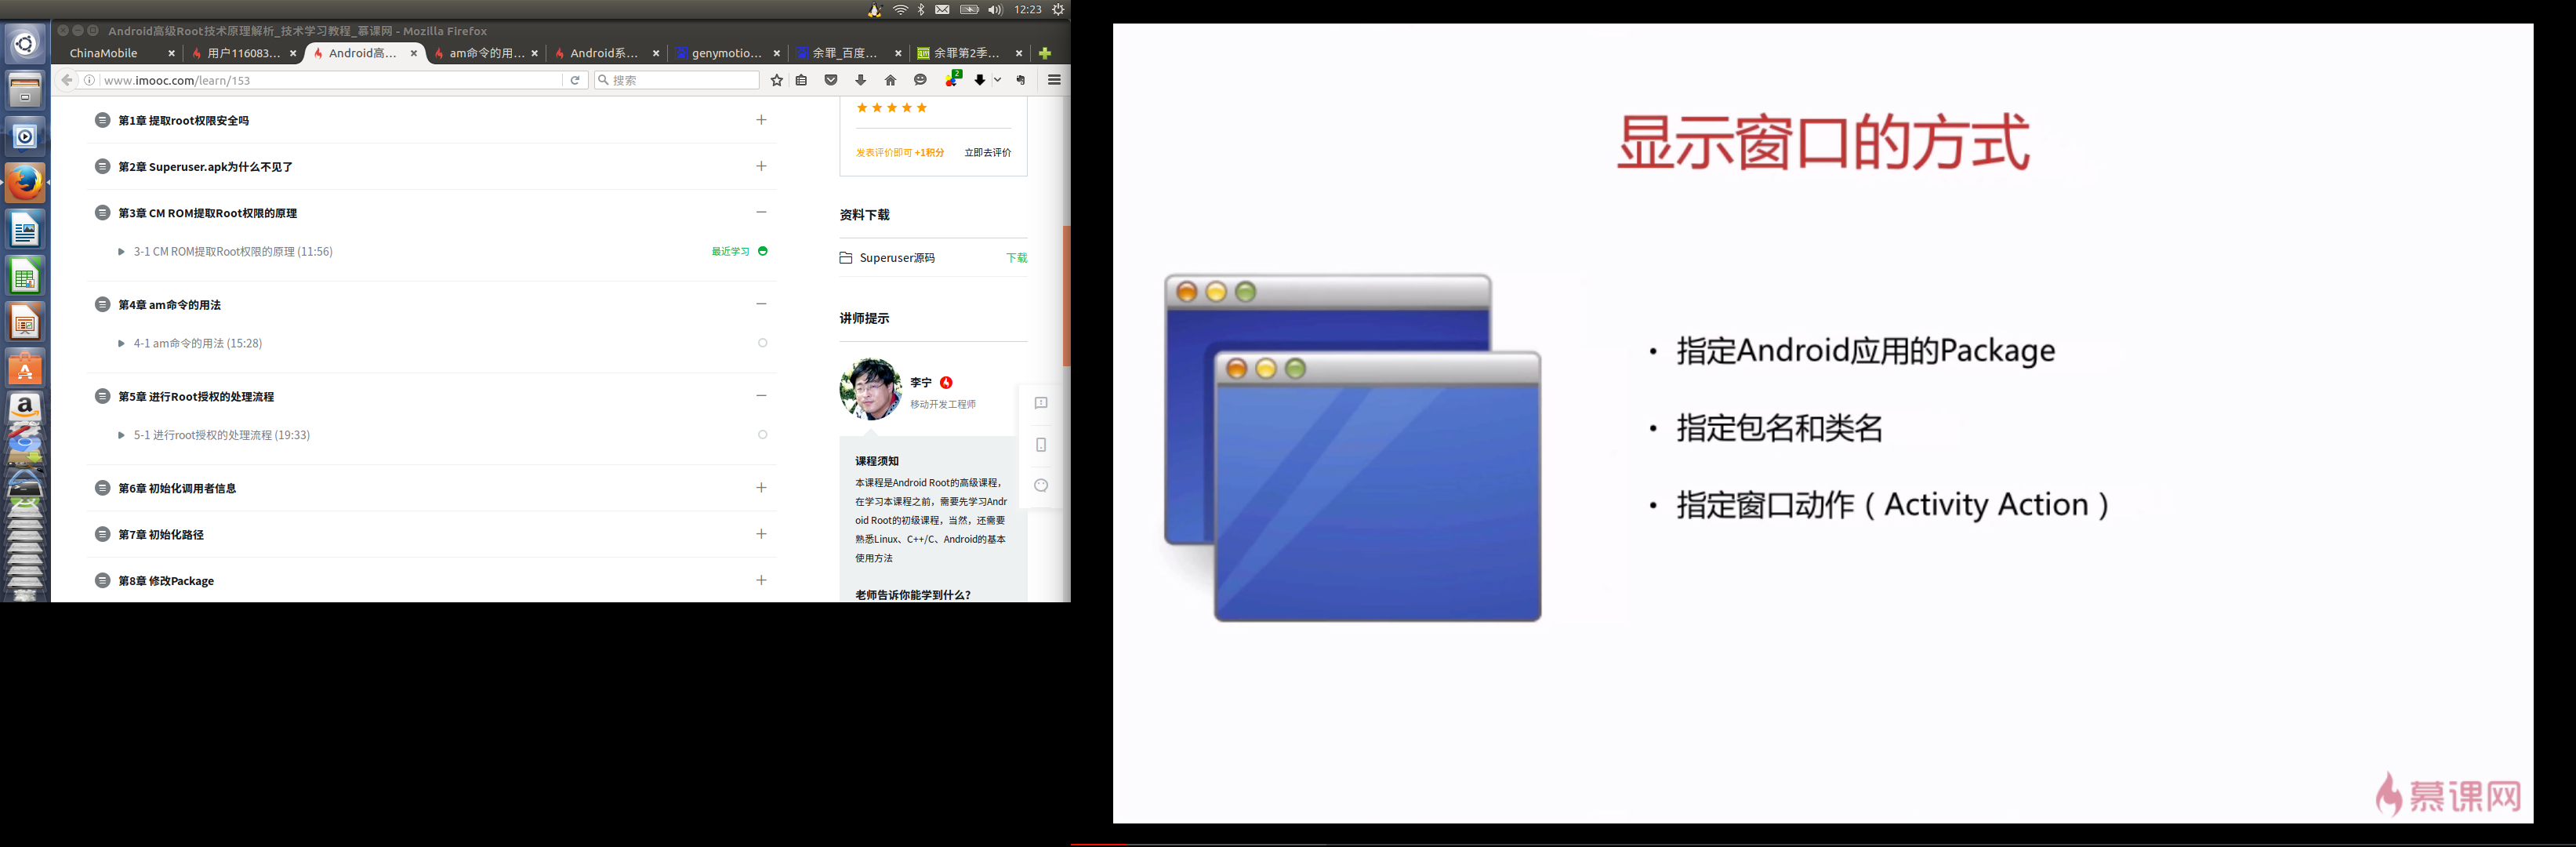 12:23
Android高级Root技术原理解析_技术学习教程_慕课网 - Mozilla Firefox
ChinaMobile
用户116083...
Android高...
am命令的用...
Android系...
genymotio...
余罪_百度...
余罪第2季...
www.imooc.com/learn/153
搜索
2
第1章 提取root权限安全吗
第2章 Superuser.apk为什么不见了
第3章 CM ROM提取Root权限的原理
3-1 CM ROM提取Root权限的原理 (11:56)
最近学习
第4章 am命令的用法
4-1 am命令的用法 (15:28)
第5章 进行Root授权的处理流程
5-1 进行root授权的处理流程 (19:33)
第6章 初始化调用者信息
第7章 初始化路径
第8章 修改Package
发表评价即可 +1积分
立即去评价
资料下载
Superuser源码
下载
讲师提示
李宁
移动开发工程师
课程须知
本课程是Android Root的高级课程，
在学习本课程之前，需要先学习Andr
oid Root的初级课程，当然，还需要
熟悉Linux、C++/C、Android的基本
使用方法
老师告诉你能学到什么？
显示窗口的方式
• 指定Android应用的Package
• 指定包名和类名
• 指定窗口动作（Activity Action）
慕课网